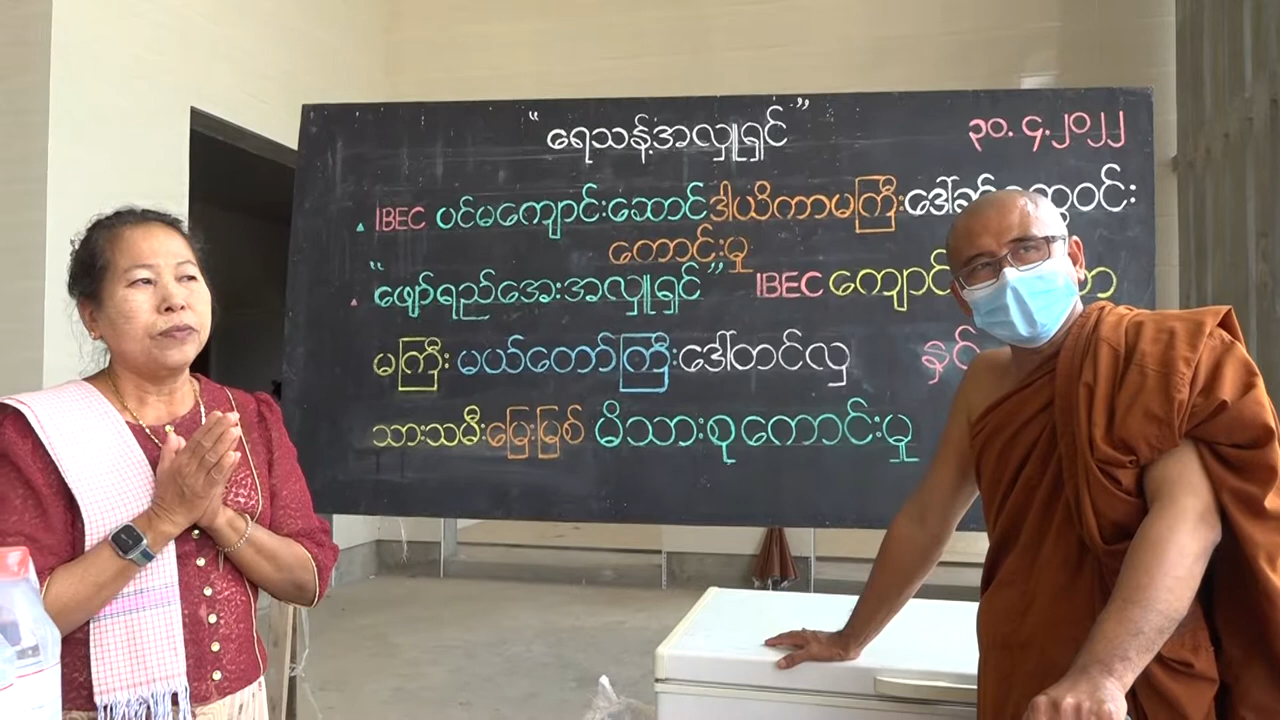 “ရေသန့်အလှူရှင်” ၃၀.၄.၂၀၂၂
IBEC ပင်မကျောင်းဆောင်ဒါယိကာမကြီးဒေါ်
ကောင်းမှု
“ဖျော်ရည်အေးအလှူရှင်” IBEC ကျောင်း
မကြီး မယ်တော်ကြီးဒေါ်တင်လှ နှင့်
သားသမီးမြေးမြစ် မိသားစုကောင်းမှု